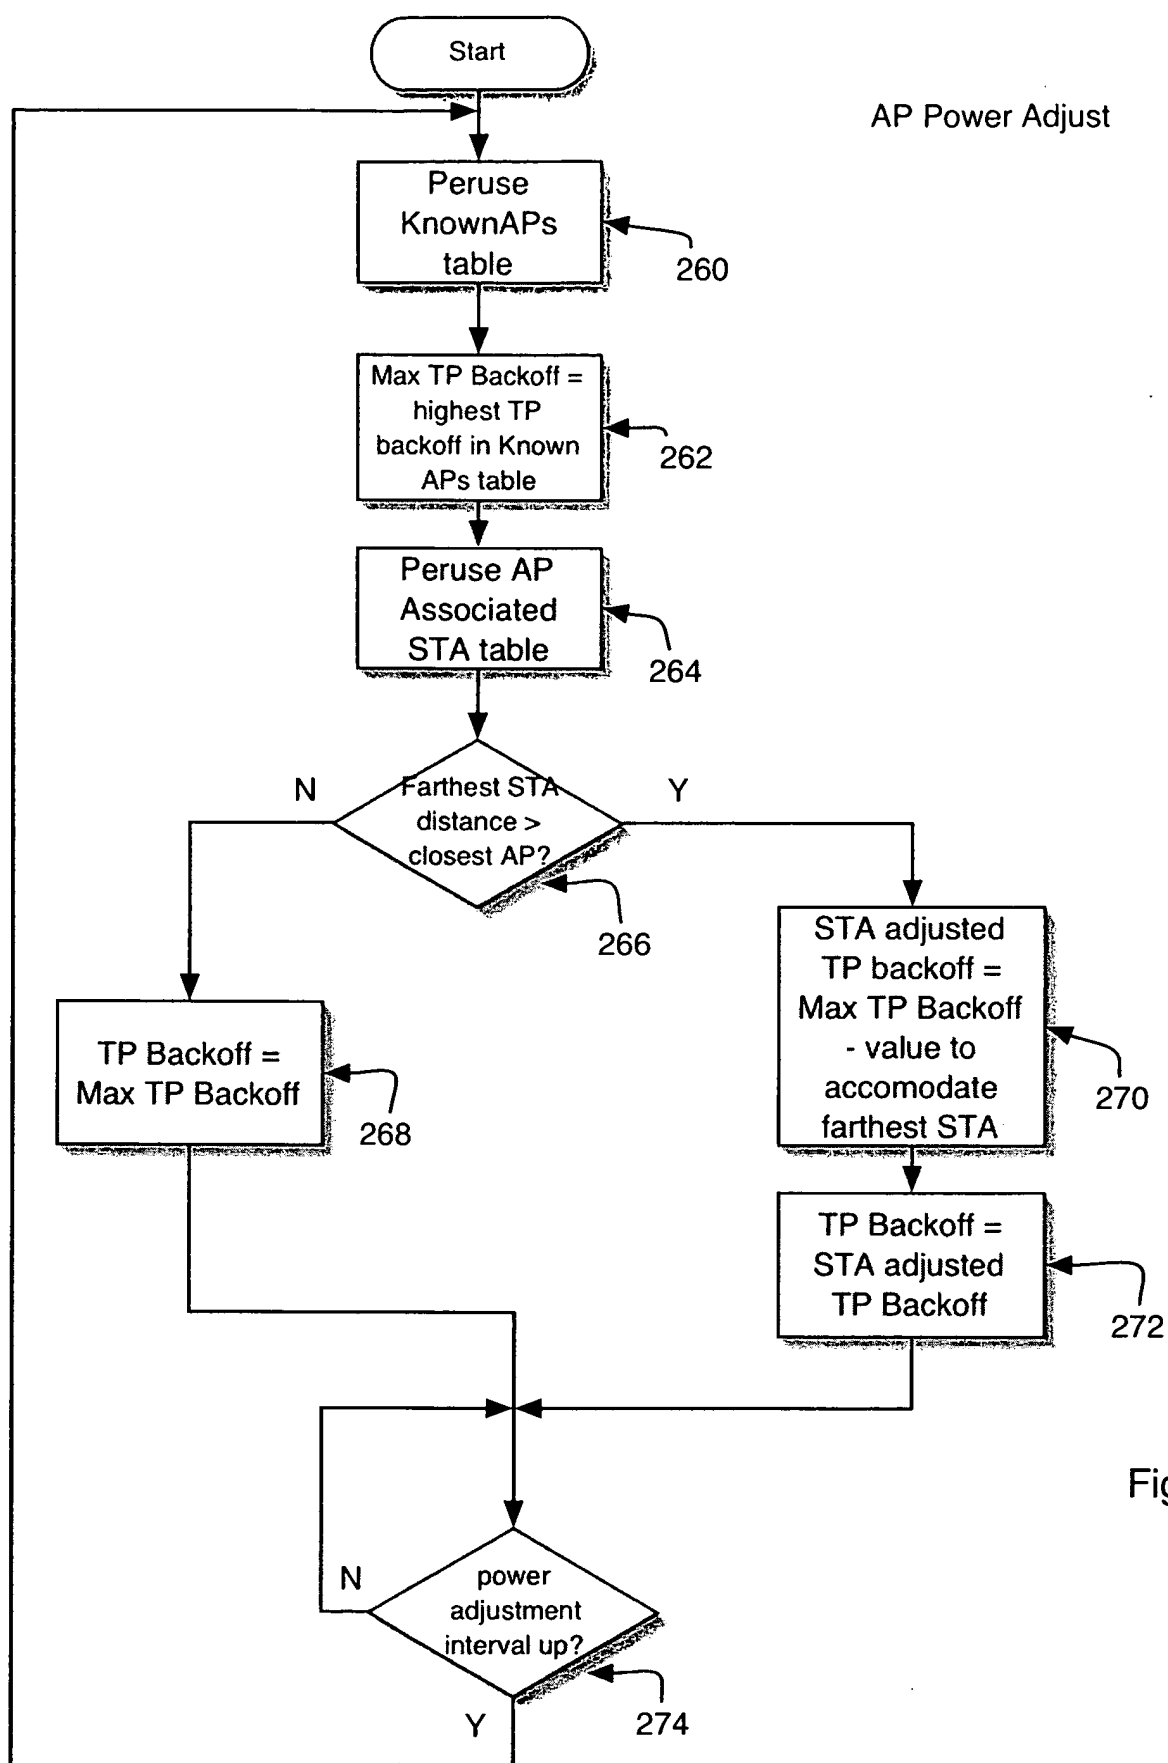 Start
AP Power Adjust
Peruse
KnownAPs
table
260
Max TP Backoff =
highest TP
backoff in Known
APs table
262
Peruse AP
Associated
STA table
264
N
Farthest STA
distance >
closest AP?
Y
266
STA adjusted
TP backoff =
Max TP Backoff
- value to
accomodate
farthest STA
270
TP Backoff =
Max TP Backoff
268
TP Backoff =
STA adjusted
TP Backoff
272
Fig
N
power
adjustment
interval up?
274
Y